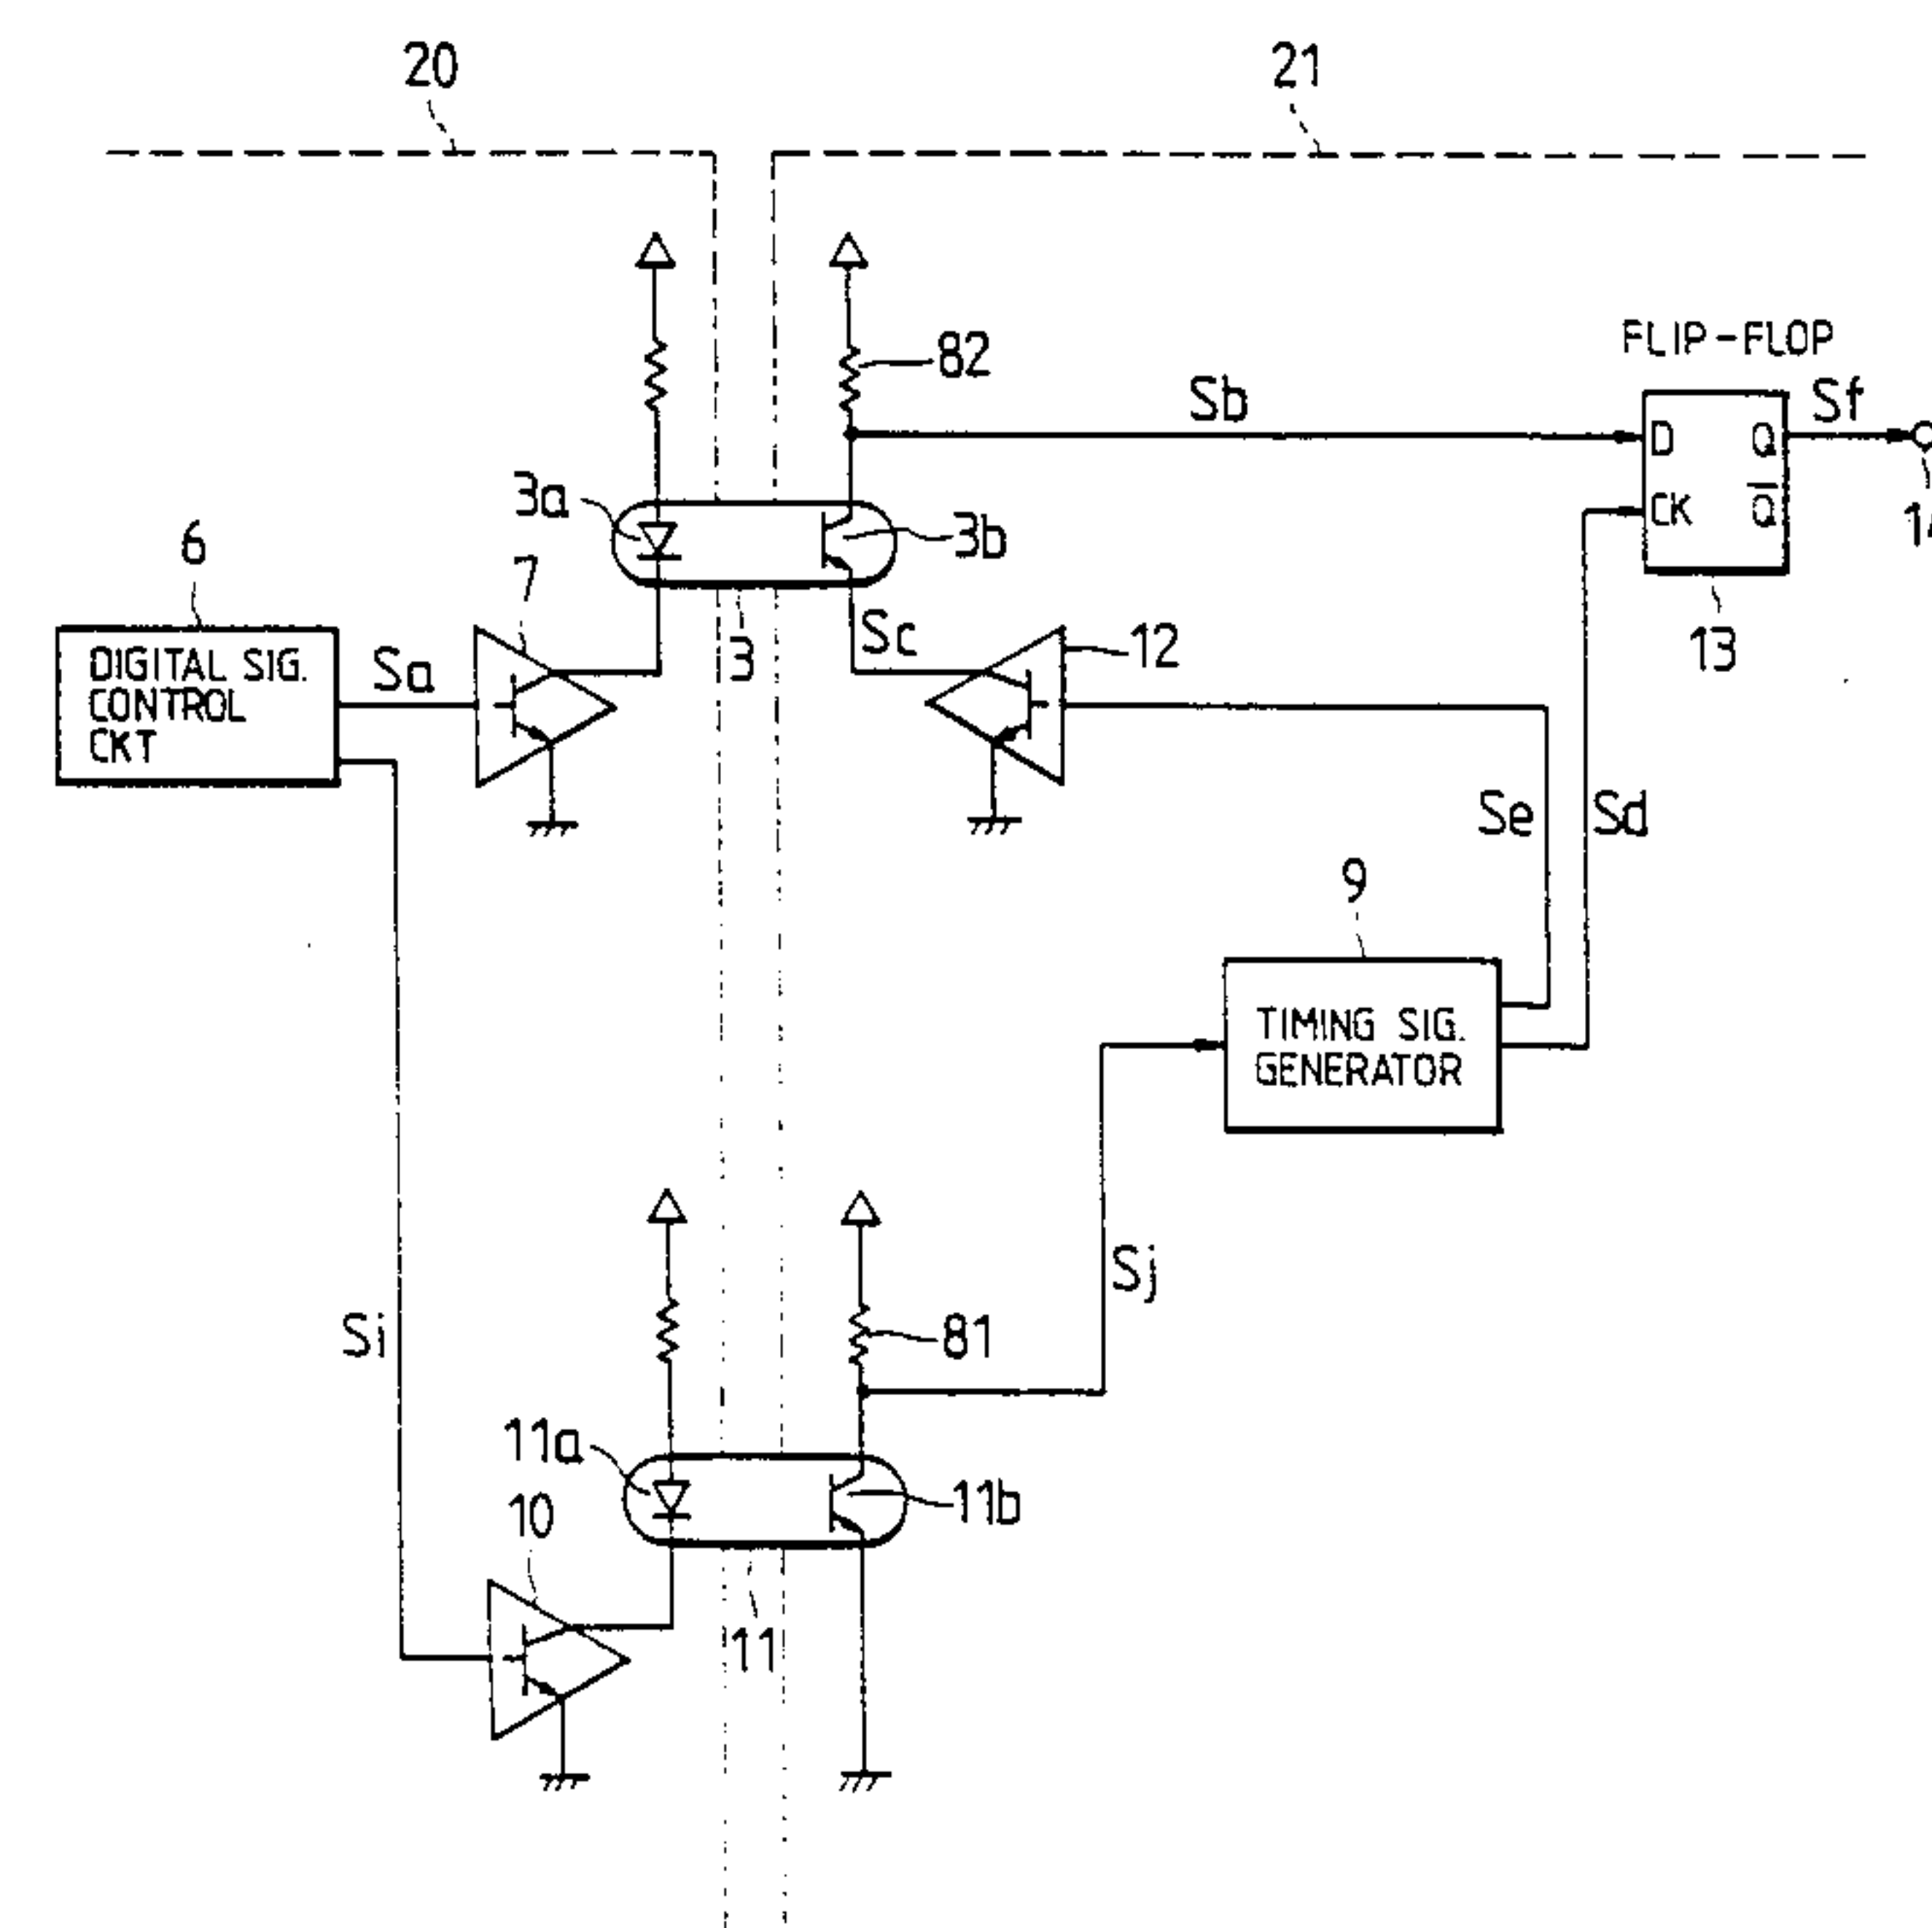 20
21
82
Sb
FLIP-FLOP
D Q
CK Q̅
Sf
13
3a
3b
3
6
7
DIGITAL SIG.
CONTROL
CKT
Sa
Sc
12
Se
Sd
9
TIMING SIG.
GENERATOR
Si
Sj
81
11a
11b
10
11